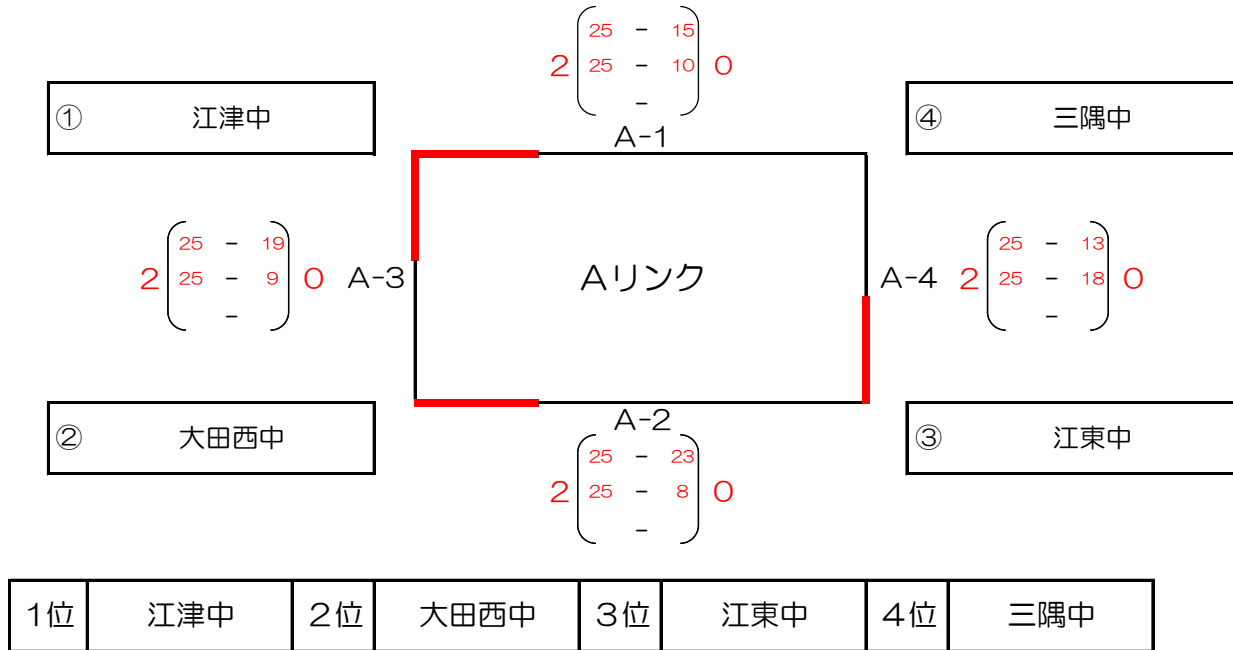 25 - 15
2 25 - 10 0
-
A-1
① 江津中
④ 三隅中
25 - 19
2 25 - 9 0
-
A-3
Aリンク
A-4
25 - 13
2 25 - 18 0
-
② 大田西中
③ 江東中
A-2
25 - 23
2 25 - 8 0
-
1位 江津中 2位 大田西中 3位 江東中 4位 三隅中